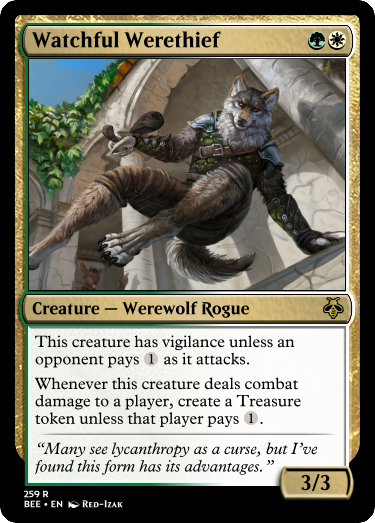 Watchful Werethief
Creature — Werewolf Rogue
This creature has vigilance unless an
opponent pays 1 as it attacks.
Whenever this creature deals combat
damage to a player, create a Treasure
token unless that player pays 1.
“Many see lycanthropy as a curse, but I’ve
found this form has its advantages.”
3/3
259 R
BEE • EN Red-Izak